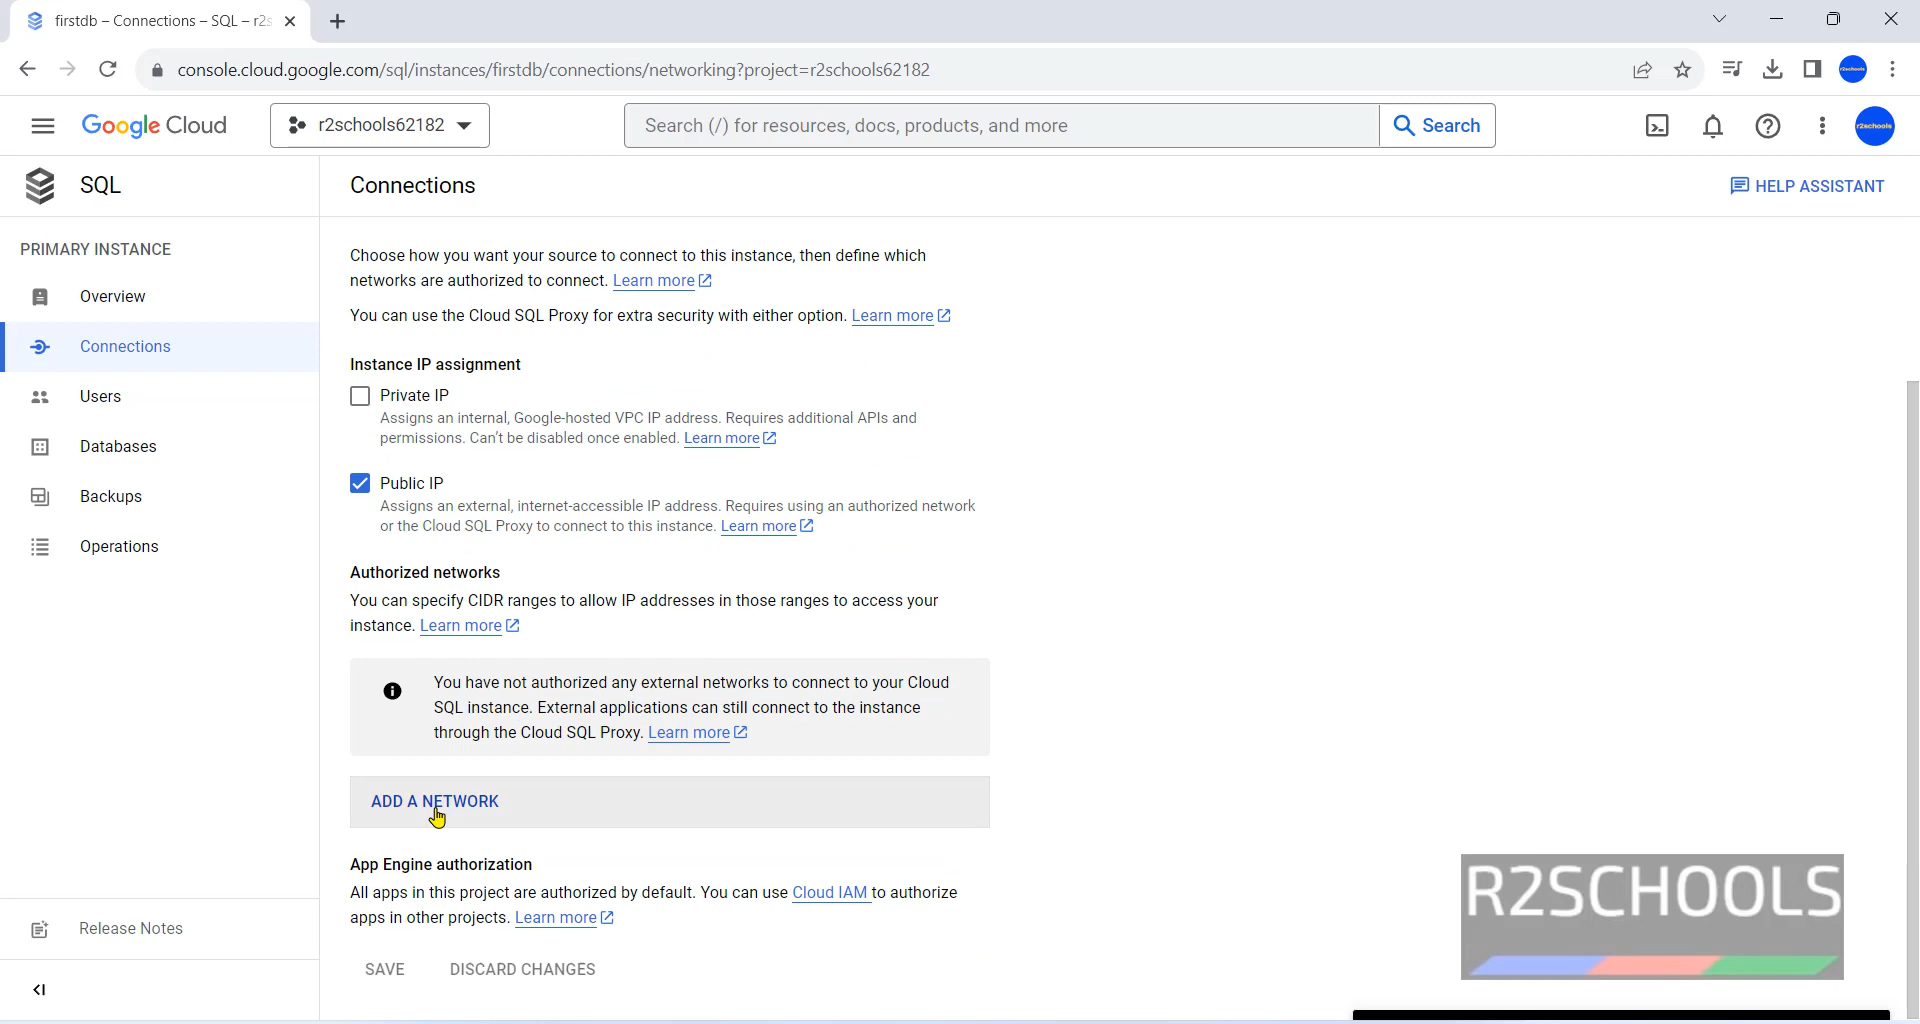 firstdb – Connections – SQL – r2s
console.cloud.google.com/sql/instances/firstdb/connections/networking?project=r2schools62182
r2schools
Google Cloud
r2schools62182
Search (/) for resources, docs, products, and more
Search
r2schools
SQL
Connections
HELP ASSISTANT
PRIMARY INSTANCE
Overview
Connections
Users
Databases
Backups
Operations
Release Notes
Choose how you want your source to connect to this instance, then define which
networks are authorized to connect. Learn more
You can use the Cloud SQL Proxy for extra security with either option. Learn more
Instance IP assignment
Private IP
Assigns an internal, Google-hosted VPC IP address. Requires additional APIs and
permissions. Can't be disabled once enabled. Learn more
Public IP
Assigns an external, internet-accessible IP address. Requires using an authorized network
or the Cloud SQL Proxy to connect to this instance. Learn more
Authorized networks
You can specify CIDR ranges to allow IP addresses in those ranges to access your
instance. Learn more
You have not authorized any external networks to connect to your Cloud
SQL instance. External applications can still connect to the instance
through the Cloud SQL Proxy. Learn more
ADD A NETWORK
App Engine authorization
All apps in this project are authorized by default. You can use Cloud IAM to authorize
apps in other projects. Learn more
SAVE
DISCARD CHANGES
R2SCHOOLS